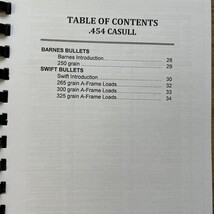 TABLE OF CONTENTS
.454 CASULL
BARNES BULLETS
Barnes Introduction 28
250 grain 29
SWIFT BULLETS
Swift Introduction 30
265 grain A-Frame Loads 32
300 grain A-Frame Loads 33
325 grain A-Frame Loads 34